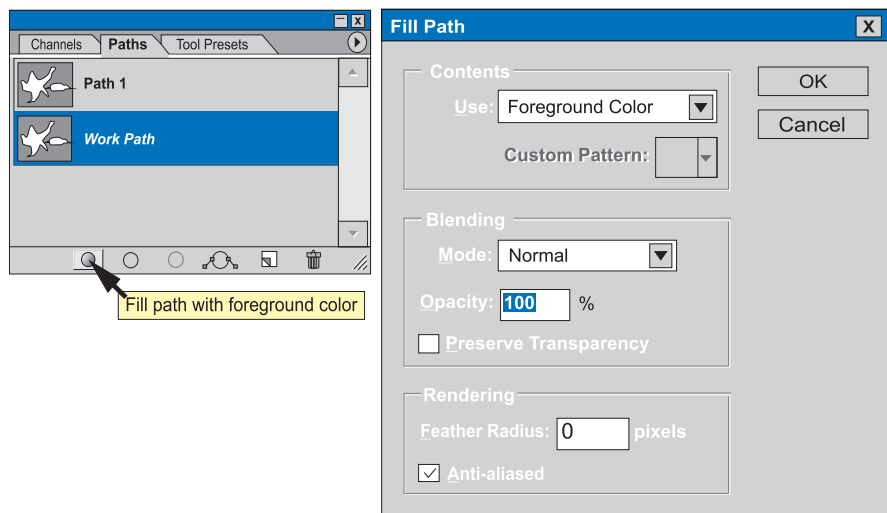 Channels Paths Tool Presets
Path 1
Work Path
Fill path with foreground color
Fill Path X
Contents
Use: Foreground Color
Custom Pattern:
OK
Cancel
Blending
Mode: Normal
Opacity: 100 %
Preserve Transparency
Rendering
Feather Radius: 0 pixels
Anti-aliased